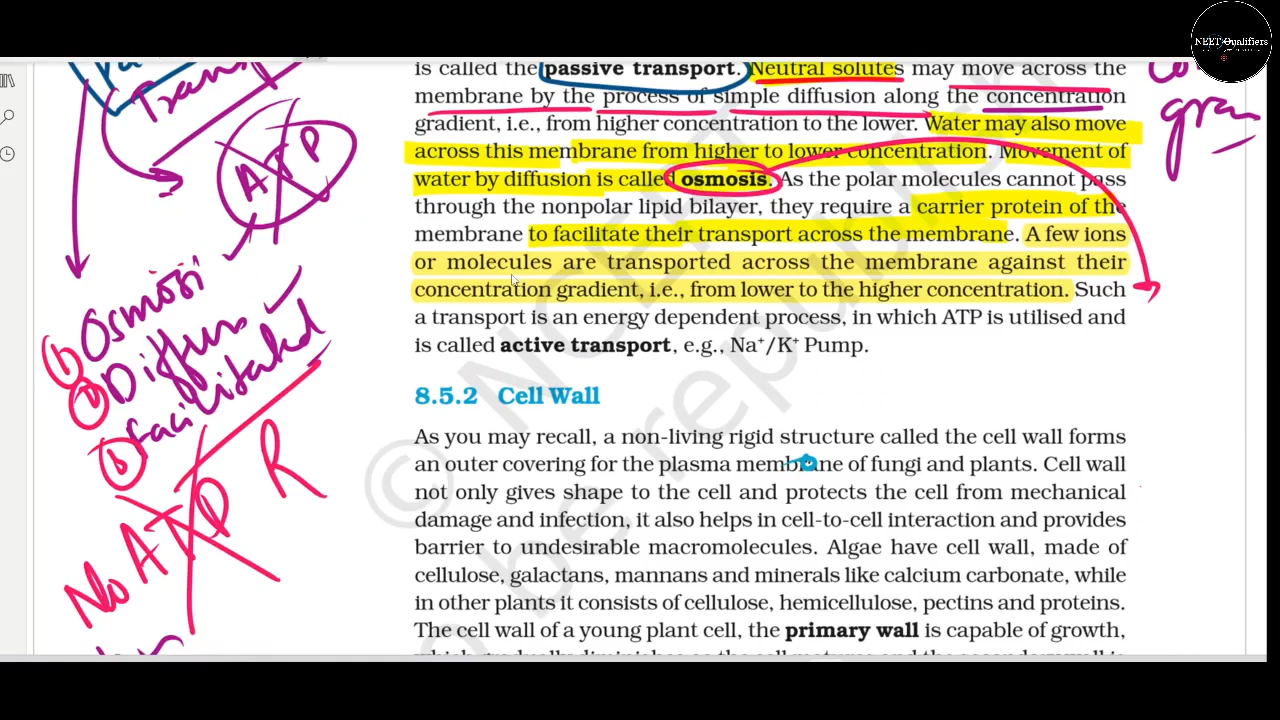 NEET Qualifiers
is called the passive transport. Neutral solutes may move across the
membrane by the process of simple diffusion along the concentration
gradient, i.e., from higher concentration to the lower. Water may also move
across this membrane from higher to lower concentration. Movement of
water by diffusion is called osmosis. As the polar molecules cannot pass
through the nonpolar lipid bilayer, they require a carrier protein of the
membrane to facilitate their transport across the membrane. A few ions
or molecules are transported across the membrane against their
concentration gradient, i.e., from lower to the higher concentration. Such
a transport is an energy dependent process, in which ATP is utilised and
is called active transport, e.g., Na⁺/K⁺ Pump.
8.5.2 Cell Wall
As you may recall, a non-living rigid structure called the cell wall forms
an outer covering for the plasma membrane of fungi and plants. Cell wall
not only gives shape to the cell and protects the cell from mechanical
damage and infection, it also helps in cell-to-cell interaction and provides
barrier to undesirable macromolecules. Algae have cell wall, made of
cellulose, galactans, mannans and minerals like calcium carbonate, while
in other plants it consists of cellulose, hemicellulose, pectins and proteins.
The cell wall of a young plant cell, the primary wall is capable of growth,
© NCERT
be republish
ATP
Osmosi
Diffus
facilitated
No ATP R
gran